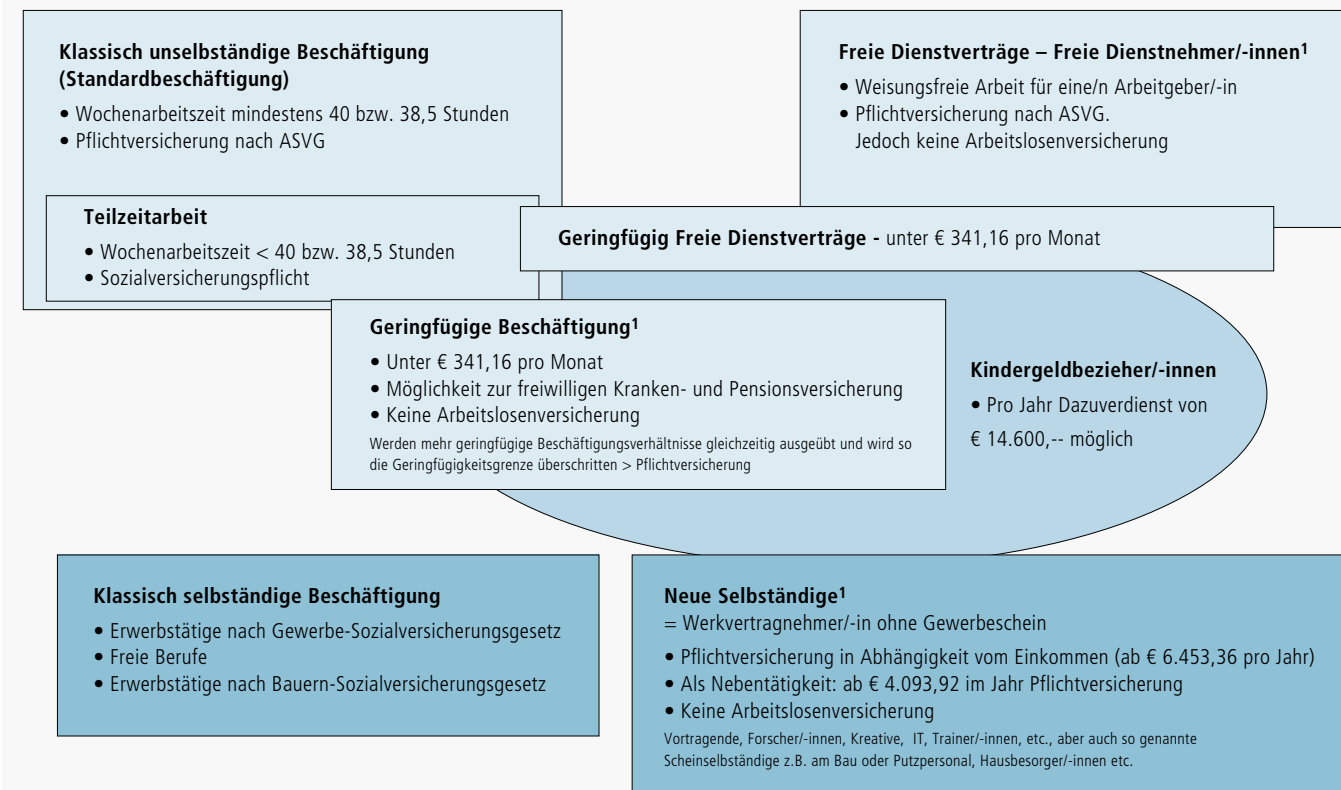 Klassisch unselbständige Beschäftigung
(Standardbeschäftigung)
• Wochenarbeitszeit mindestens 40 bzw. 38,5 Stunden
• Pflichtversicherung nach ASVG
Freie Dienstverträge – Freie Dienstnehmer/-innen¹
• Weisungsfreie Arbeit für eine/n Arbeitgeber/-in
• Pflichtversicherung nach ASVG.
Jedoch keine Arbeitslosenversicherung
Teilzeitarbeit
• Wochenarbeitszeit < 40 bzw. 38,5 Stunden
• Sozialversicherungspflicht
Geringfügig Freie Dienstverträge - unter € 341,16 pro Monat
Geringfügige Beschäftigung¹
• Unter € 341,16 pro Monat
• Möglichkeit zur freiwilligen Kranken- und Pensionsversicherung
• Keine Arbeitslosenversicherung
Werden mehr geringfügige Beschäftigungsverhältnisse gleichzeitig ausgeübt und wird so
die Geringfügigkeitsgrenze überschritten > Pflichtversicherung
Kindergeldbezieher/-innen
• Pro Jahr Dazuverdienst von
€ 14.600,-- möglich
Klassisch selbständige Beschäftigung
• Erwerbstätige nach Gewerbe-Sozialversicherungsgesetz
• Freie Berufe
• Erwerbstätige nach Bauern-Sozialversicherungsgesetz
Neue Selbständige¹
= Werkvertragnehmer/-in ohne Gewerbeschein
• Pflichtversicherung in Abhängigkeit vom Einkommen (ab € 6.453,36 pro Jahr)
• Als Nebentätigkeit: ab € 4.093,92 im Jahr Pflichtversicherung
• Keine Arbeitslosenversicherung
Vortragende, Forscher/-innen, Kreative, IT, Trainer/-innen, etc., aber auch so genannte
Scheinselbständige z.B. am Bau oder Putzpersonal, Hausbesorger/-innen etc.